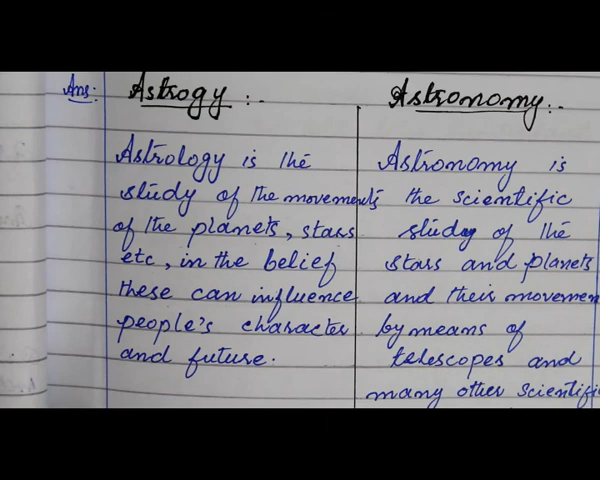 Ans:
Astrogy :-
Astrology is the
study of the movements
of the planets, stars
etc, in the belief
these can influence
people's character
and future.
Astronomy :-
Astronomy is
the scientific
study of the
stars and planets
and their movemen
by means of
telescopes and
many other scientific